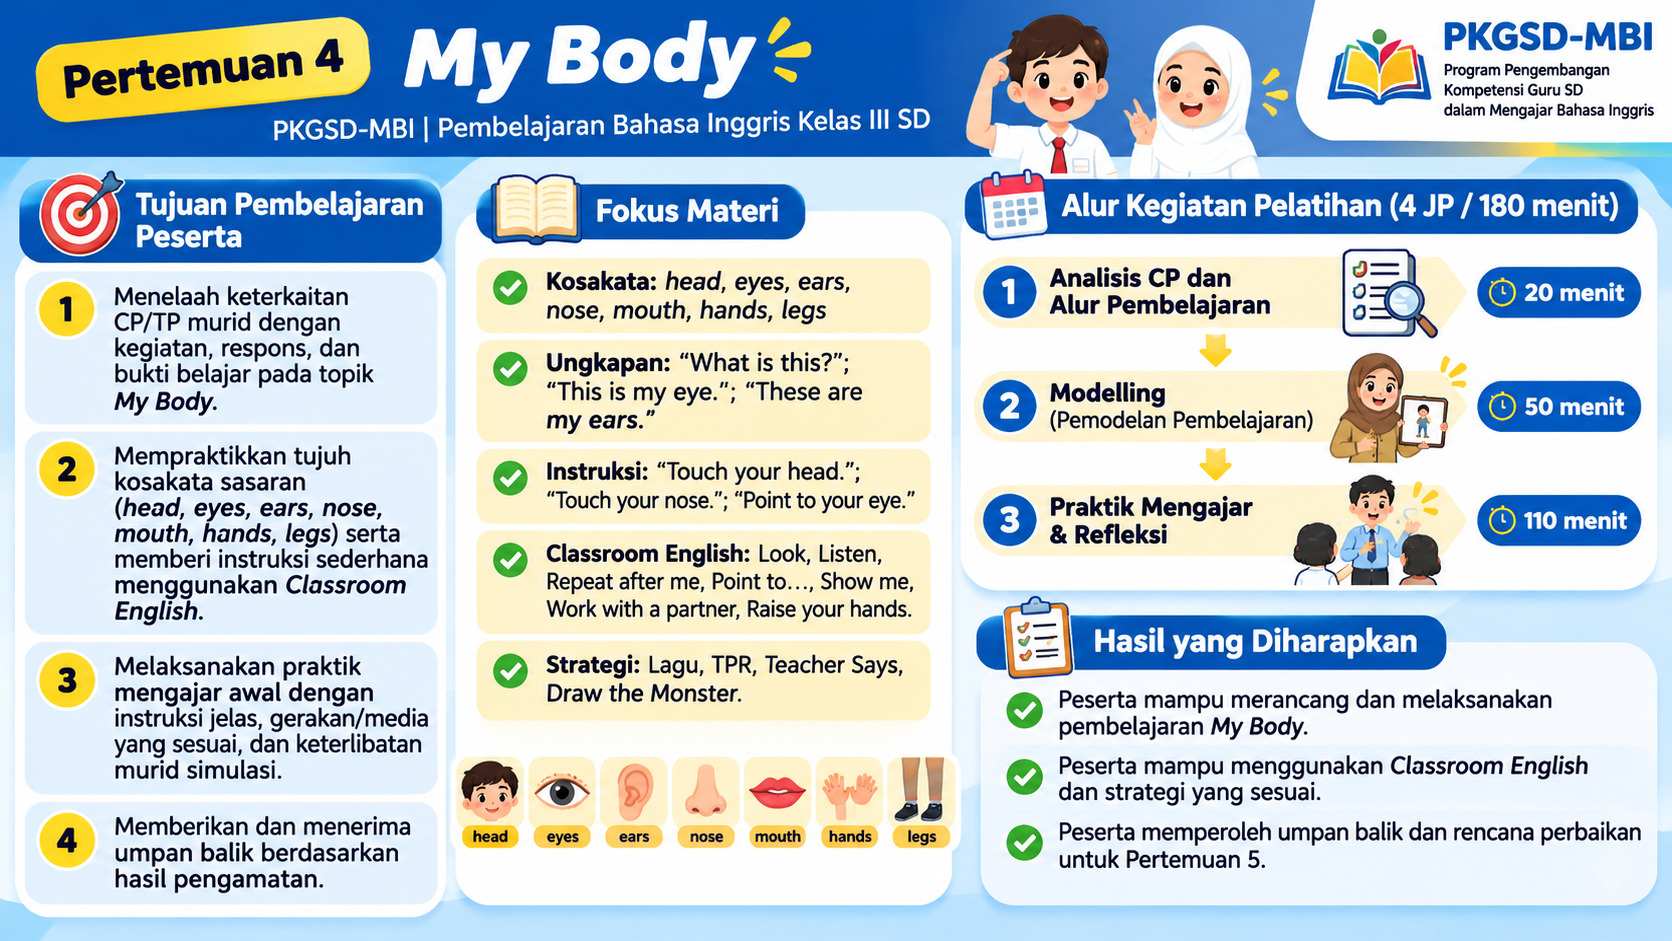 Pertemuan 4
My Body
PKGSD-MBI | Pembelajaran Bahasa Inggris Kelas III SD
PKGSD-MBI
Program Pengembangan
Kompetensi Guru SD
dalam Mengajar Bahasa Inggris
Tujuan Pembelajaran
Peserta
1
Menelaah keterkaitan
CP/TP murid dengan
kegiatan, respons, dan
bukti belajar pada topik
My Body.
2
Mempraktikkan tujuh
kosakata sasaran
(head, eyes, ears, nose,
mouth, hands, legs) serta
memberi instruksi sederhana
menggunakan Classroom
English.
3
Melaksanakan praktik
mengajar awal dengan
instruksi jelas, gerakan/media
yang sesuai, dan keterlibatan
murid simulasi.
4
Memberikan dan menerima
umpan balik berdasarkan
hasil pengamatan.
Fokus Materi
Kosakata: head, eyes, ears,
nose, mouth, hands, legs
Ungkapan: “What is this?”;
“This is my eye.”; “These are
my ears.”
Instruksi: “Touch your head.”;
“Touch your nose.”; “Point to your eye.”
Classroom English: Look, Listen,
Repeat after me, Point to..., Show me,
Work with a partner, Raise your hands.
Strategi: Lagu, TPR, Teacher Says,
Draw the Monster.
head
eyes
ears
nose
mouth
hands
legs
Alur Kegiatan Pelatihan (4 JP / 180 menit)
1
Analisis CP dan
Alur Pembelajaran
20 menit
2
Modelling
(Pemodelan Pembelajaran)
50 menit
3
Praktik Mengajar
& Refleksi
110 menit
Hasil yang Diharapkan
Peserta mampu merancang dan melaksanakan
pembelajaran My Body.
Peserta mampu menggunakan Classroom English
dan strategi yang sesuai.
Peserta memperoleh umpan balik dan rencana perbaikan
untuk Pertemuan 5.